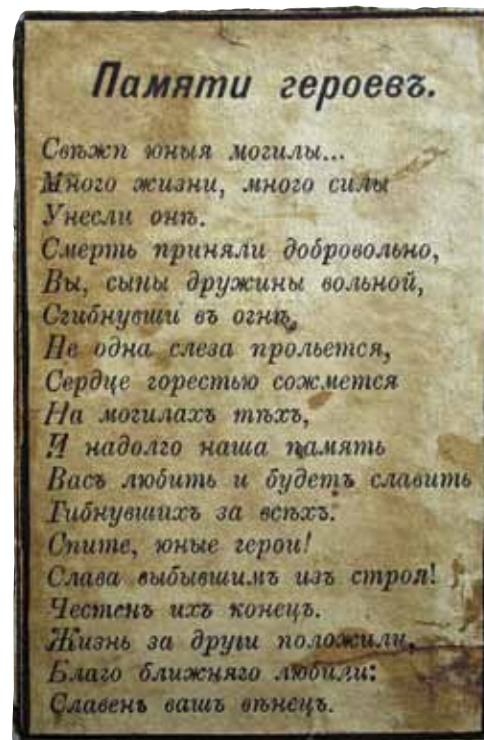 Памяти героевъ.
Свѣжи юныя могилы...
Много жизни, много силы
Унесли онѣ.
Смерть приняли добровольно,
Вы, сыны дружины вольной,
Сгибнувши въ огнѣ,
Не одна слеза прольется,
Сердце горестью сожмется
На могилахъ тѣхъ,
И надолго наша память
Васъ любить и будетъ славить
Гибнувшихъ за всѣхъ.
Спите, юные герои!
Слава выбывшимъ изъ строя!
Честенъ ихъ конецъ.
Жизнь за други положили,
Благо ближняго любили:
Славенъ вашъ вѣнецъ.